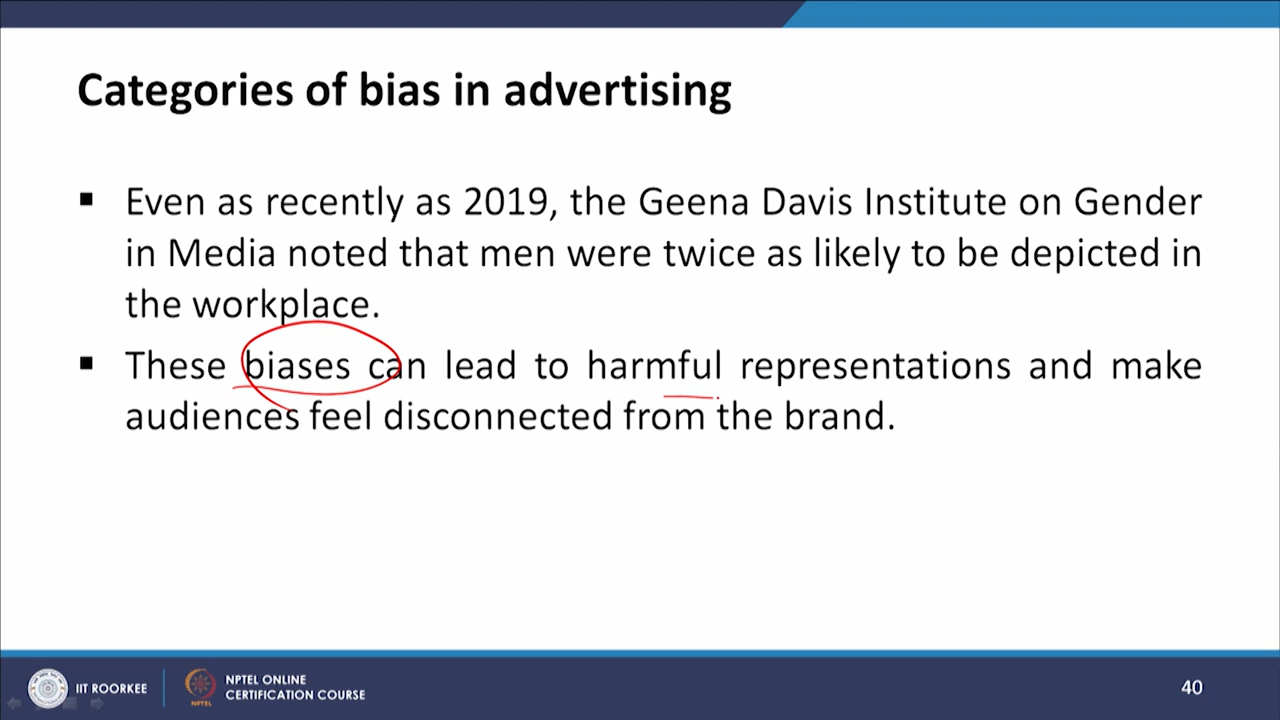 Categories of bias in advertising
Even as recently as 2019, the Geena Davis Institute on Gender
in Media noted that men were twice as likely to be depicted in
the workplace.
These biases can lead to harmful representations and make
audiences feel disconnected from the brand.
IIT ROORKEE
NPTEL
NPTEL ONLINE
CERTIFICATION COURSE
40